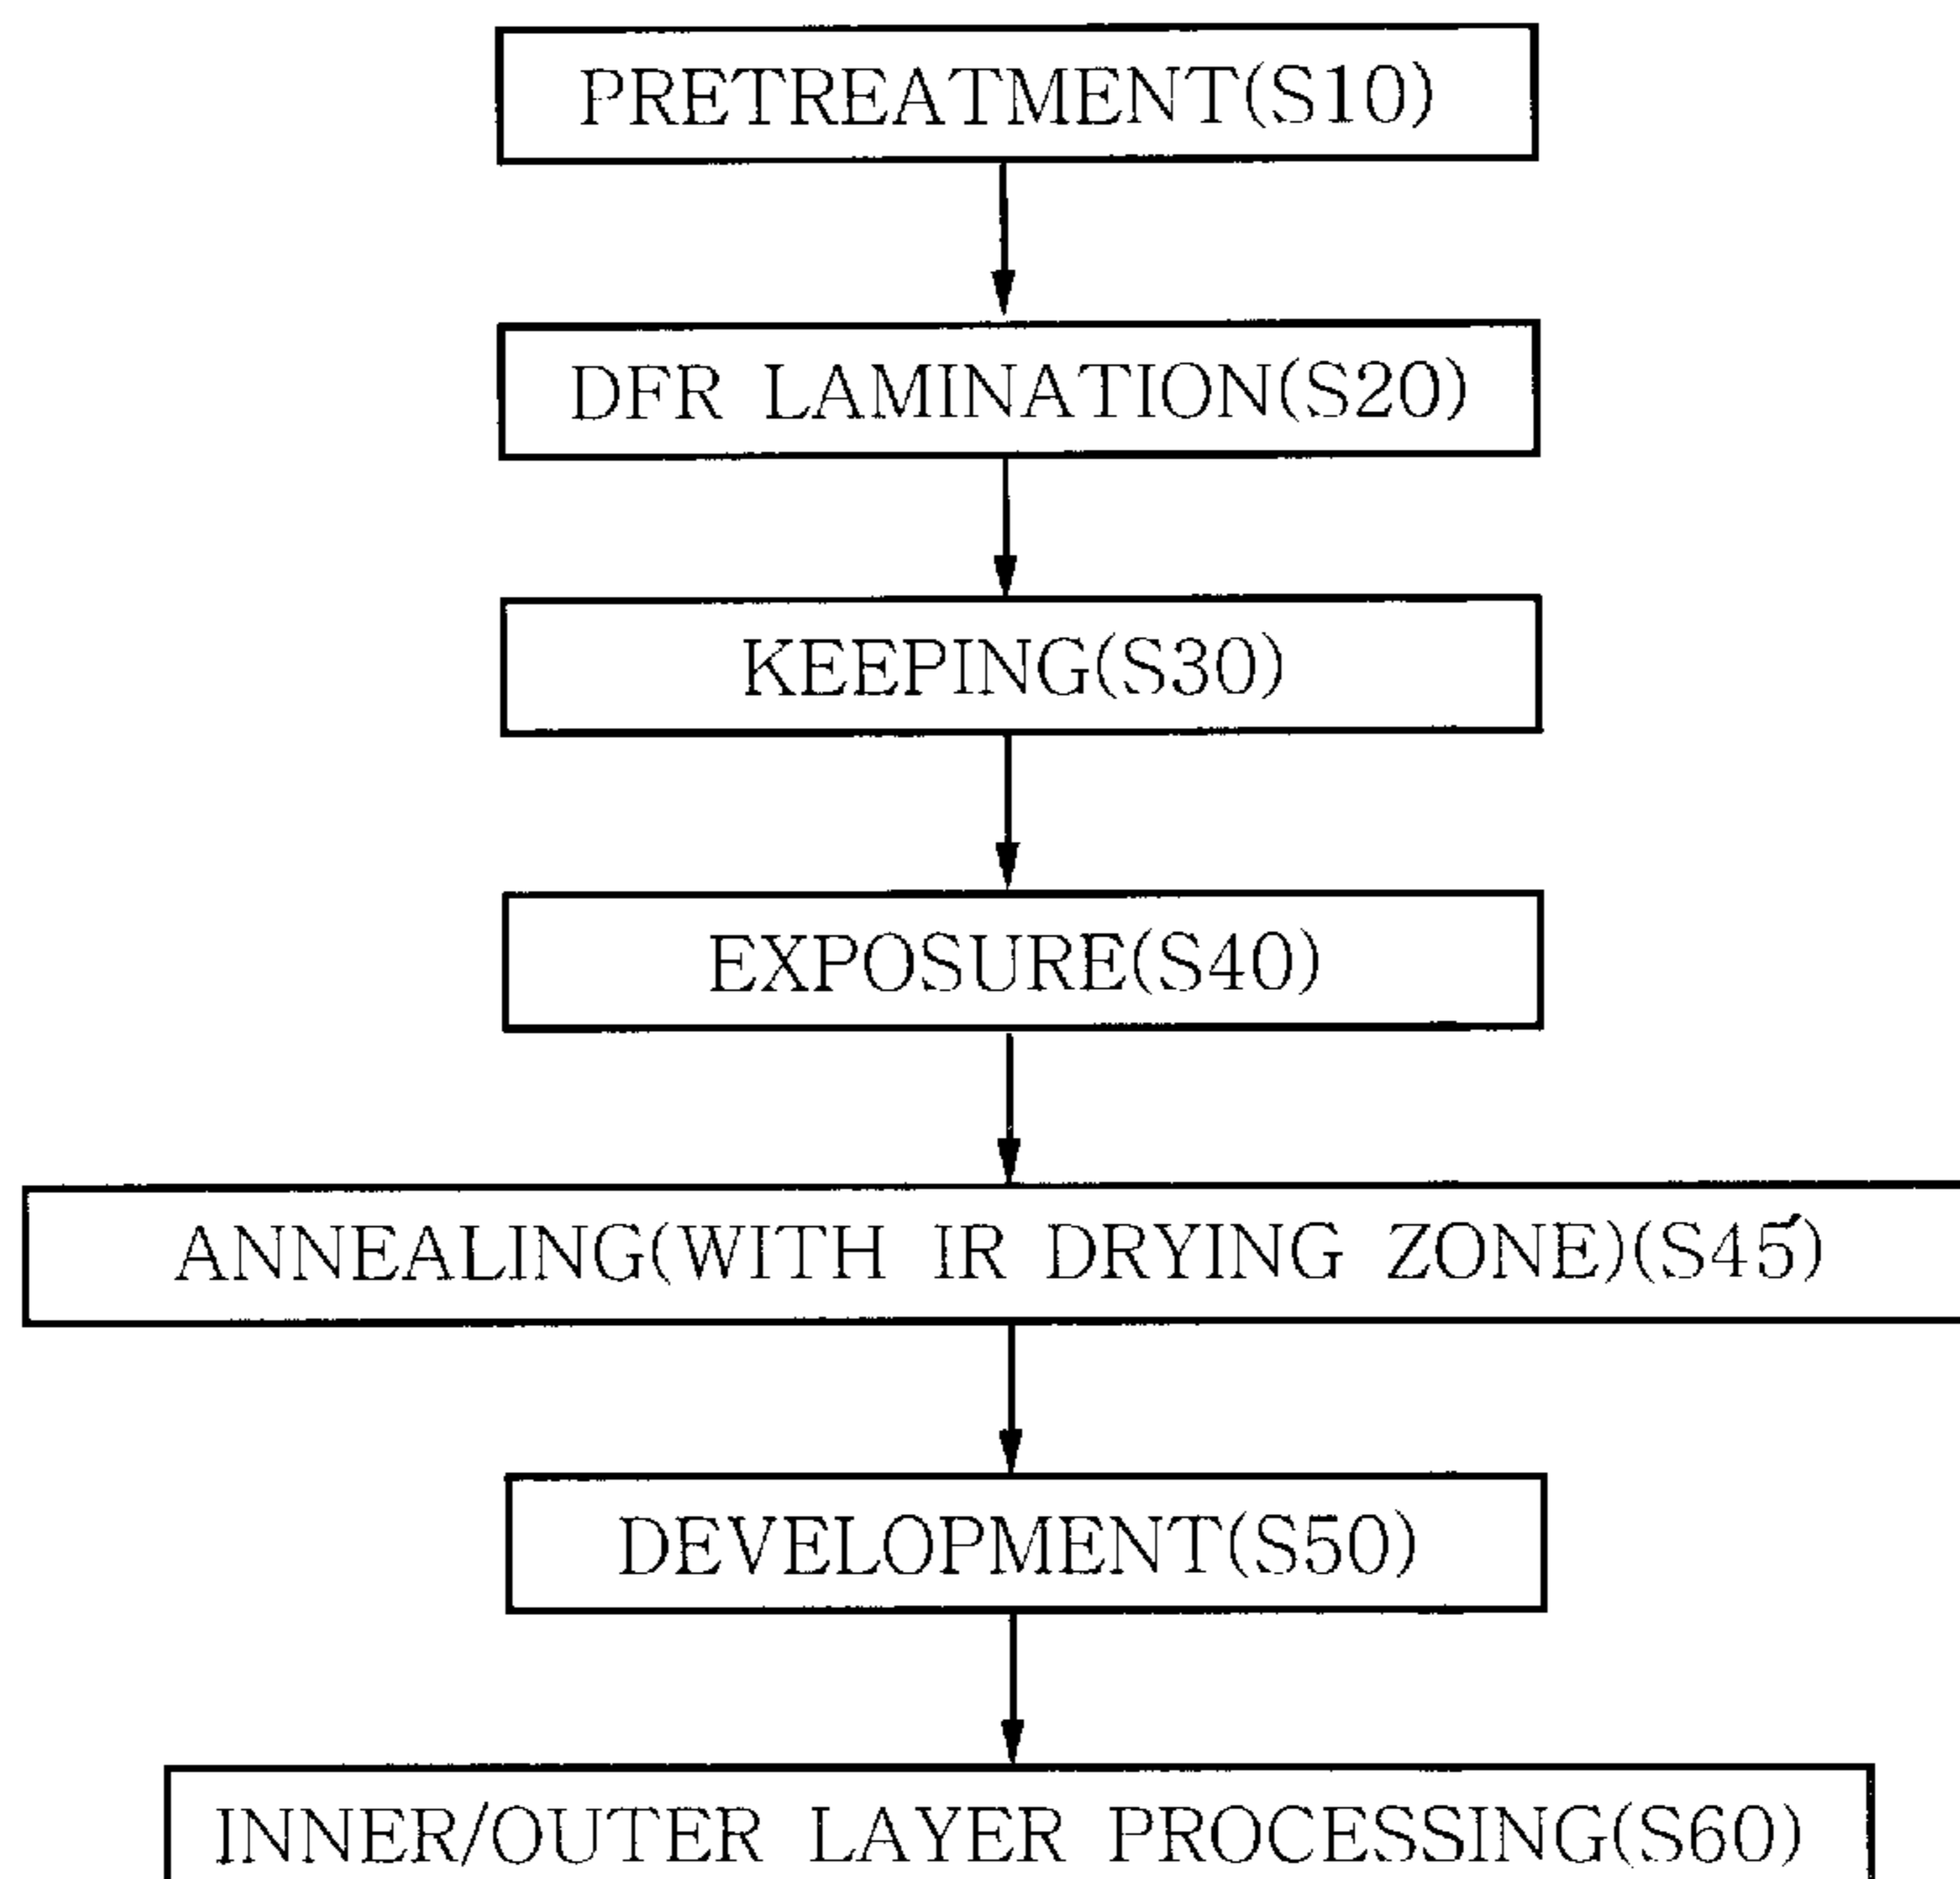 PRETREATMENT(S10)
DFR LAMINATION(S20)
KEEPING(S30)
EXPOSURE(S40)
ANNEALING(WITH IR DRYING ZONE)(S45)
DEVELOPMENT(S50)
INNER/OUTER LAYER PROCESSING(S60)